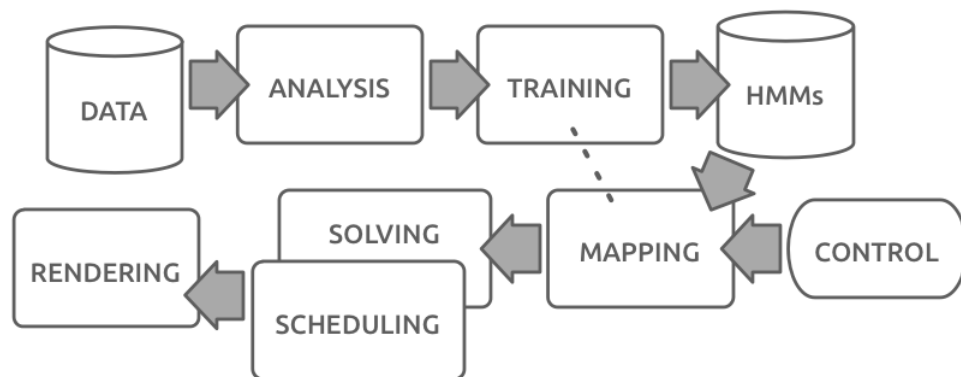 DATA
ANALYSIS
TRAINING
HMMs
RENDERING
SOLVING
SCHEDULING
MAPPING
CONTROL